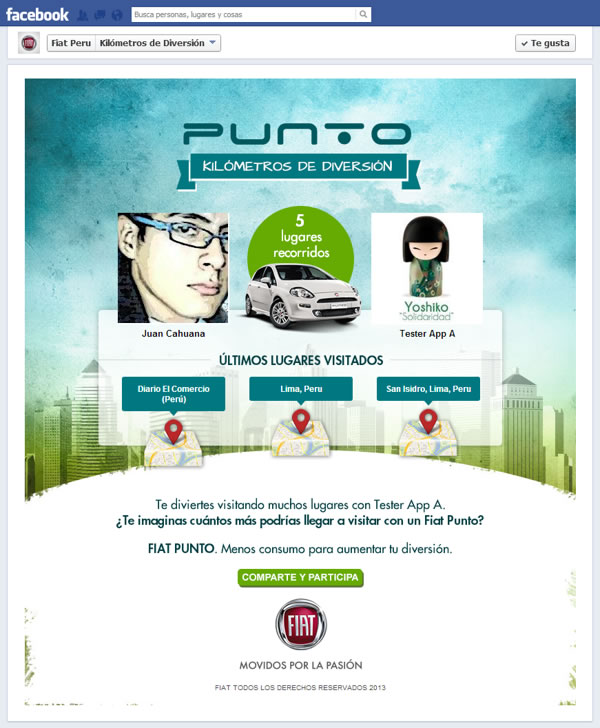 facebook
Busca personas, lugares y cosas
FIAT
Fiat Peru
Kilómetros de Diversión
Te gusta
PUNTO
KILÓMETROS DE DIVERSIÓN
5
lugares
recorridos
Yoshiko
"Solidaridad"
Juan Cahuana
Tester App A
ÚLTIMOS LUGARES VISITADOS
Diario El Comercio
(Perú)
Lima, Peru
San Isidro, Lima, Peru
Te diviertes visitando muchos lugares con Tester App A.
¿Te imaginas cuántos más podrías llegar a visitar con un Fiat Punto?
FIAT PUNTO. Menos consumo para aumentar tu diversión.
COMPARTE Y PARTICIPA
FIAT
MOVIDOS POR LA PASIÓN
FIAT TODOS LOS DERECHOS RESERVADOS 2013